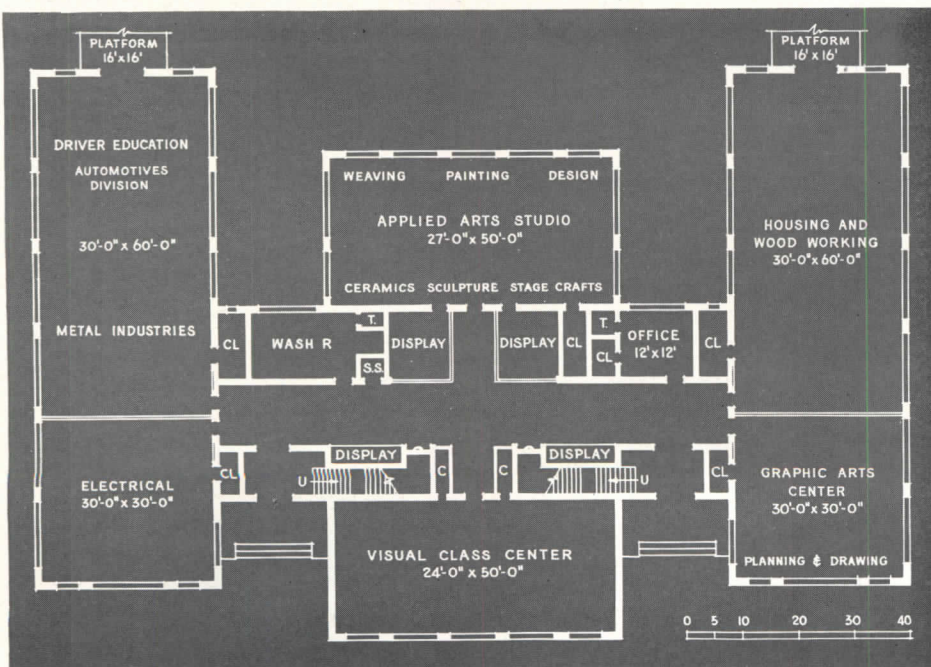 PLATFORM
16'x16'
PLATFORM
16'x16'
DRIVER EDUCATION
AUTOMOTIVES
DIVISION
30'-0" x 60'-0"
METAL INDUSTRIES
WEAVING PAINTING DESIGN
APPLIED ARTS STUDIO
27'-0" x 50'-0"
CERAMICS SCULPTURE STAGE CRAFTS
HOUSING AND
WOOD WORKING
30'-0" x 60'-0"
CL
WASH R
T.
S.S.
DISPLAY
DISPLAY
CL
T.
CL
OFFICE
12'x12'
CL
CL
U
DISPLAY
C
C
DISPLAY
U
CL
ELECTRICAL
30'-0" x 30'-0"
VISUAL CLASS CENTER
24'-0" x 50'-0"
GRAPHIC ARTS
CENTER
30'-0" x 30'-0"
PLANNING & DRAWING
0 5 10 20 30 40